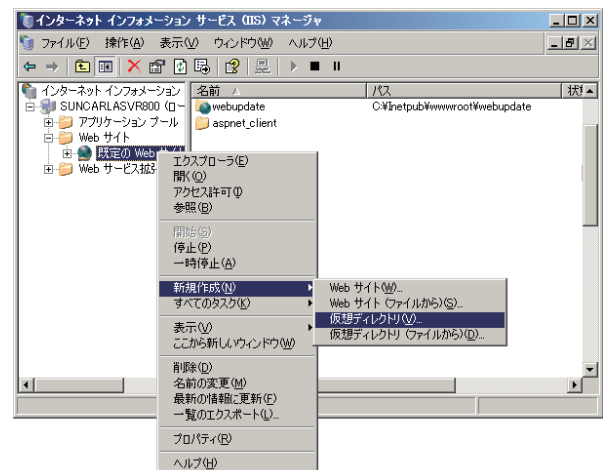 インターネット インフォメーション サービス (IIS) マネージャ
ファイル(F) 操作(A) 表示(V) ウィンドウ(W) ヘルプ(H)
インターネット インフォメーション
SUNCARLASVR800 (ロー
アプリケーション プール
Web サイト
既定の Web サイト
Web サービス拡張
名前 パス 状
webupdate C:¥Inetpub¥wwwroot¥webupdate
aspnet_client
エクスプローラ(E)
開く(O)
アクセス許可(I)
参照(B)
開始(S)
停止(P)
一時停止(A)
新規作成(N)
すべてのタスク(K)
表示(V)
ここから新しいウィンドウ(W)
削除(D)
名前の変更(M)
最新の情報に更新(F)
一覧のエクスポート(L)...
プロパティ(R)
ヘルプ(H)
Web サイト(W)...
Web サイト (ファイルから)(S)...
仮想ディレクトリ(V)...
仮想ディレクトリ (ファイルから)(D)...